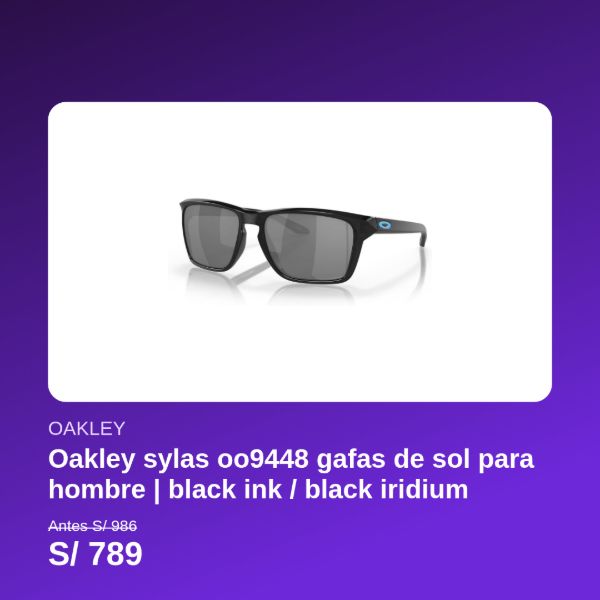 OAKLEY
Oakley sylas oo9448 gafas de sol para
hombre | black ink / black iridium
Antes S/ 986
S/ 789